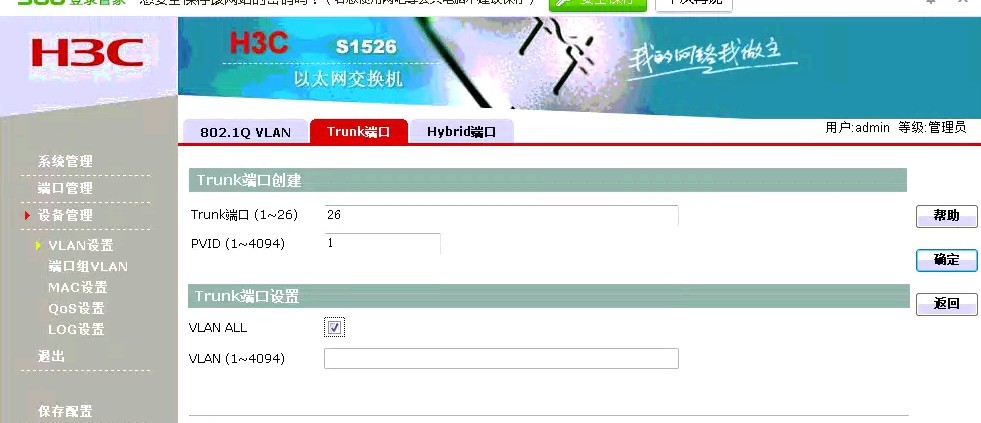 H3C
H3C S1526
以太网交换机
我的网络我做主
802.1Q VLAN Trunk端口 Hybrid端口
用户:admin 等级:管理员
系统管理
端口管理
设备管理
VLAN设置
端口组VLAN
MAC设置
QoS设置
LOG设置
退出
保存配置
Trunk端口创建
Trunk端口 (1~26) 26
PVID (1~4094) 1
Trunk端口设置
VLAN ALL
VLAN (1~4094)
帮助
确定
返回